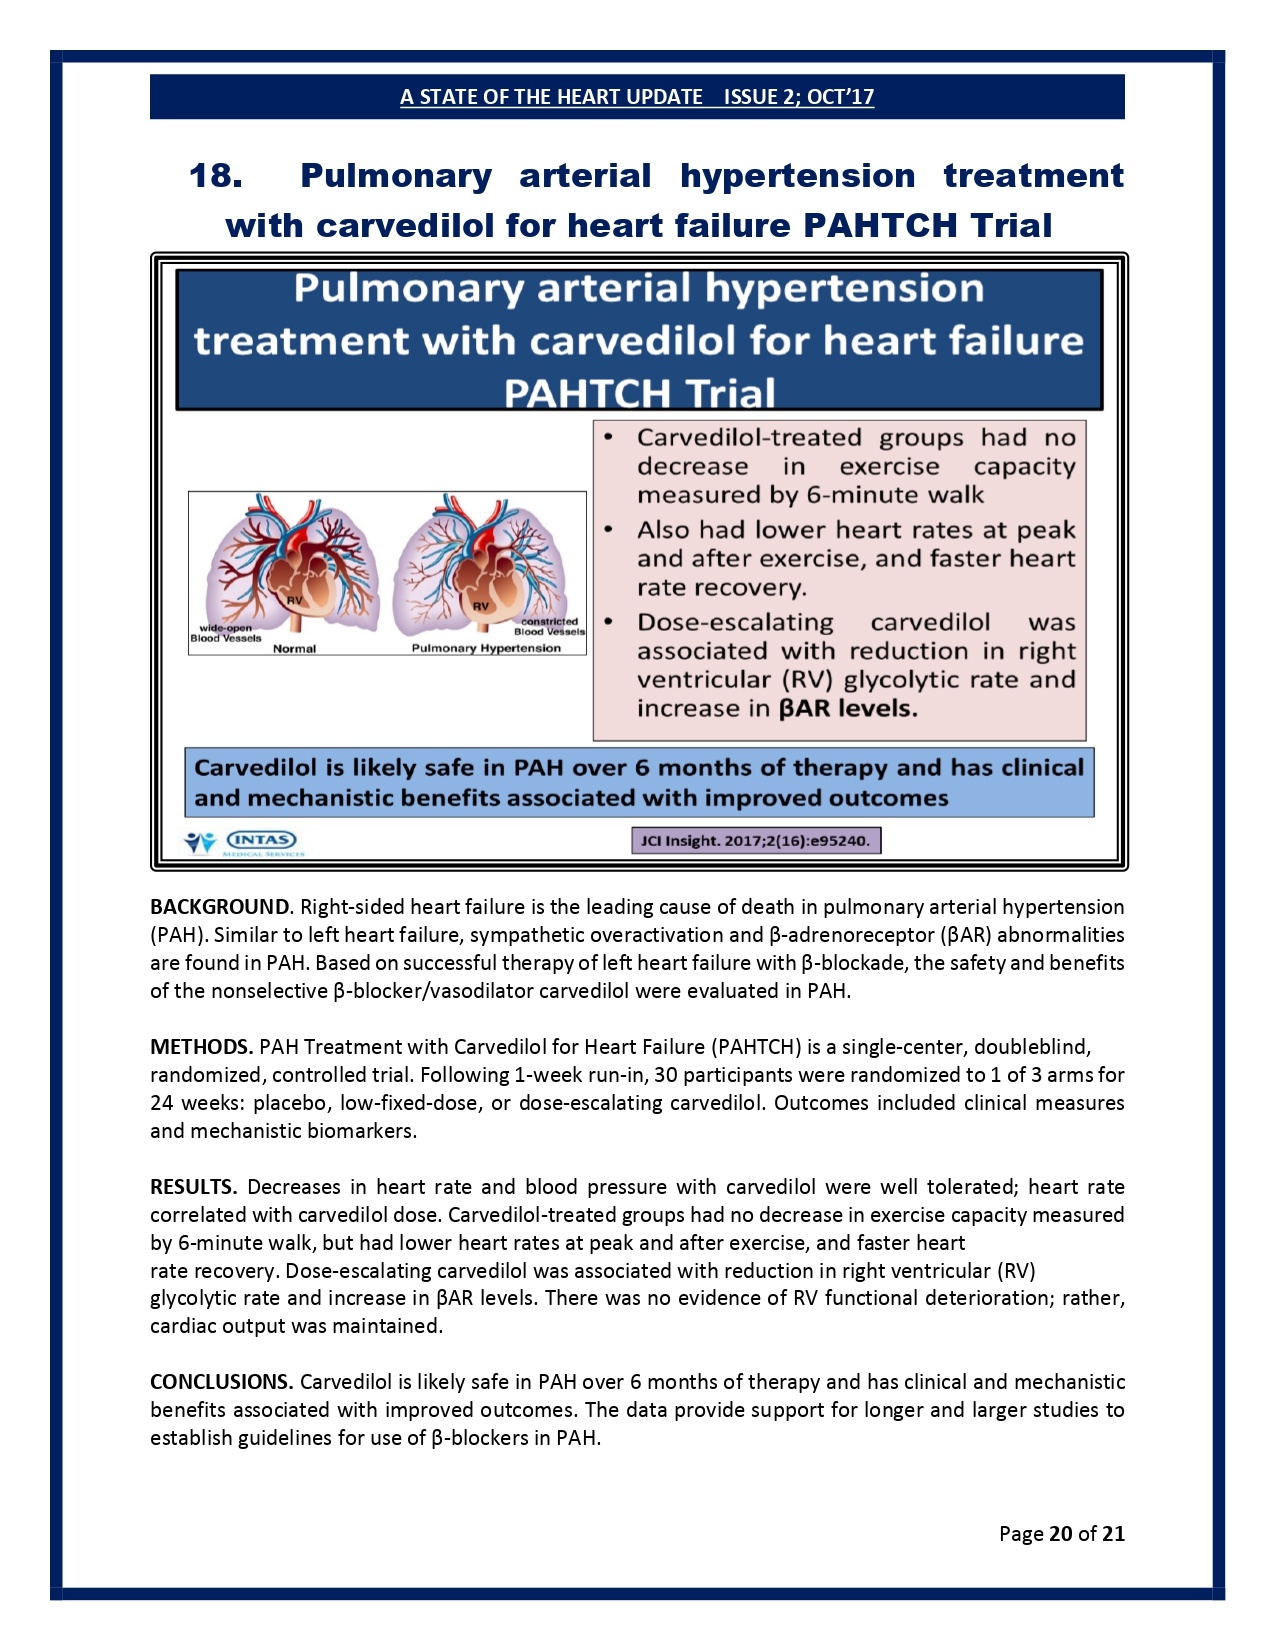 A STATE OF THE HEART UPDATE ISSUE 2; OCT’17
18. Pulmonary arterial hypertension treatment
with carvedilol for heart failure PAHTCH Trial
Pulmonary arterial hypertension
treatment with carvedilol for heart failure
PAHTCH Trial
• Carvedilol-treated groups had no
decrease in exercise capacity
measured by 6-minute walk
• Also had lower heart rates at peak
and after exercise, and faster heart
rate recovery.
• Dose-escalating carvedilol was
associated with reduction in right
ventricular (RV) glycolytic rate and
increase in βAR levels.
RV
wide-open
Blood Vessels
Normal
RV
constricted
Blood Vessels
Pulmonary Hypertension
Carvedilol is likely safe in PAH over 6 months of therapy and has clinical
and mechanistic benefits associated with improved outcomes
INTAS
MEDICAL SERVICES
JCI Insight. 2017;2(16):e95240.
BACKGROUND. Right-sided heart failure is the leading cause of death in pulmonary arterial hypertension
(PAH). Similar to left heart failure, sympathetic overactivation and β-adrenoreceptor (βAR) abnormalities
are found in PAH. Based on successful therapy of left heart failure with β-blockade, the safety and benefits
of the nonselective β-blocker/vasodilator carvedilol were evaluated in PAH.
METHODS. PAH Treatment with Carvedilol for Heart Failure (PAHTCH) is a single-center, doubleblind,
randomized, controlled trial. Following 1-week run-in, 30 participants were randomized to 1 of 3 arms for
24 weeks: placebo, low-fixed-dose, or dose-escalating carvedilol. Outcomes included clinical measures
and mechanistic biomarkers.
RESULTS. Decreases in heart rate and blood pressure with carvedilol were well tolerated; heart rate
correlated with carvedilol dose. Carvedilol-treated groups had no decrease in exercise capacity measured
by 6-minute walk, but had lower heart rates at peak and after exercise, and faster heart
rate recovery. Dose-escalating carvedilol was associated with reduction in right ventricular (RV)
glycolytic rate and increase in βAR levels. There was no evidence of RV functional deterioration; rather,
cardiac output was maintained.
CONCLUSIONS. Carvedilol is likely safe in PAH over 6 months of therapy and has clinical and mechanistic
benefits associated with improved outcomes. The data provide support for longer and larger studies to
establish guidelines for use of β-blockers in PAH.
Page 20 of 21